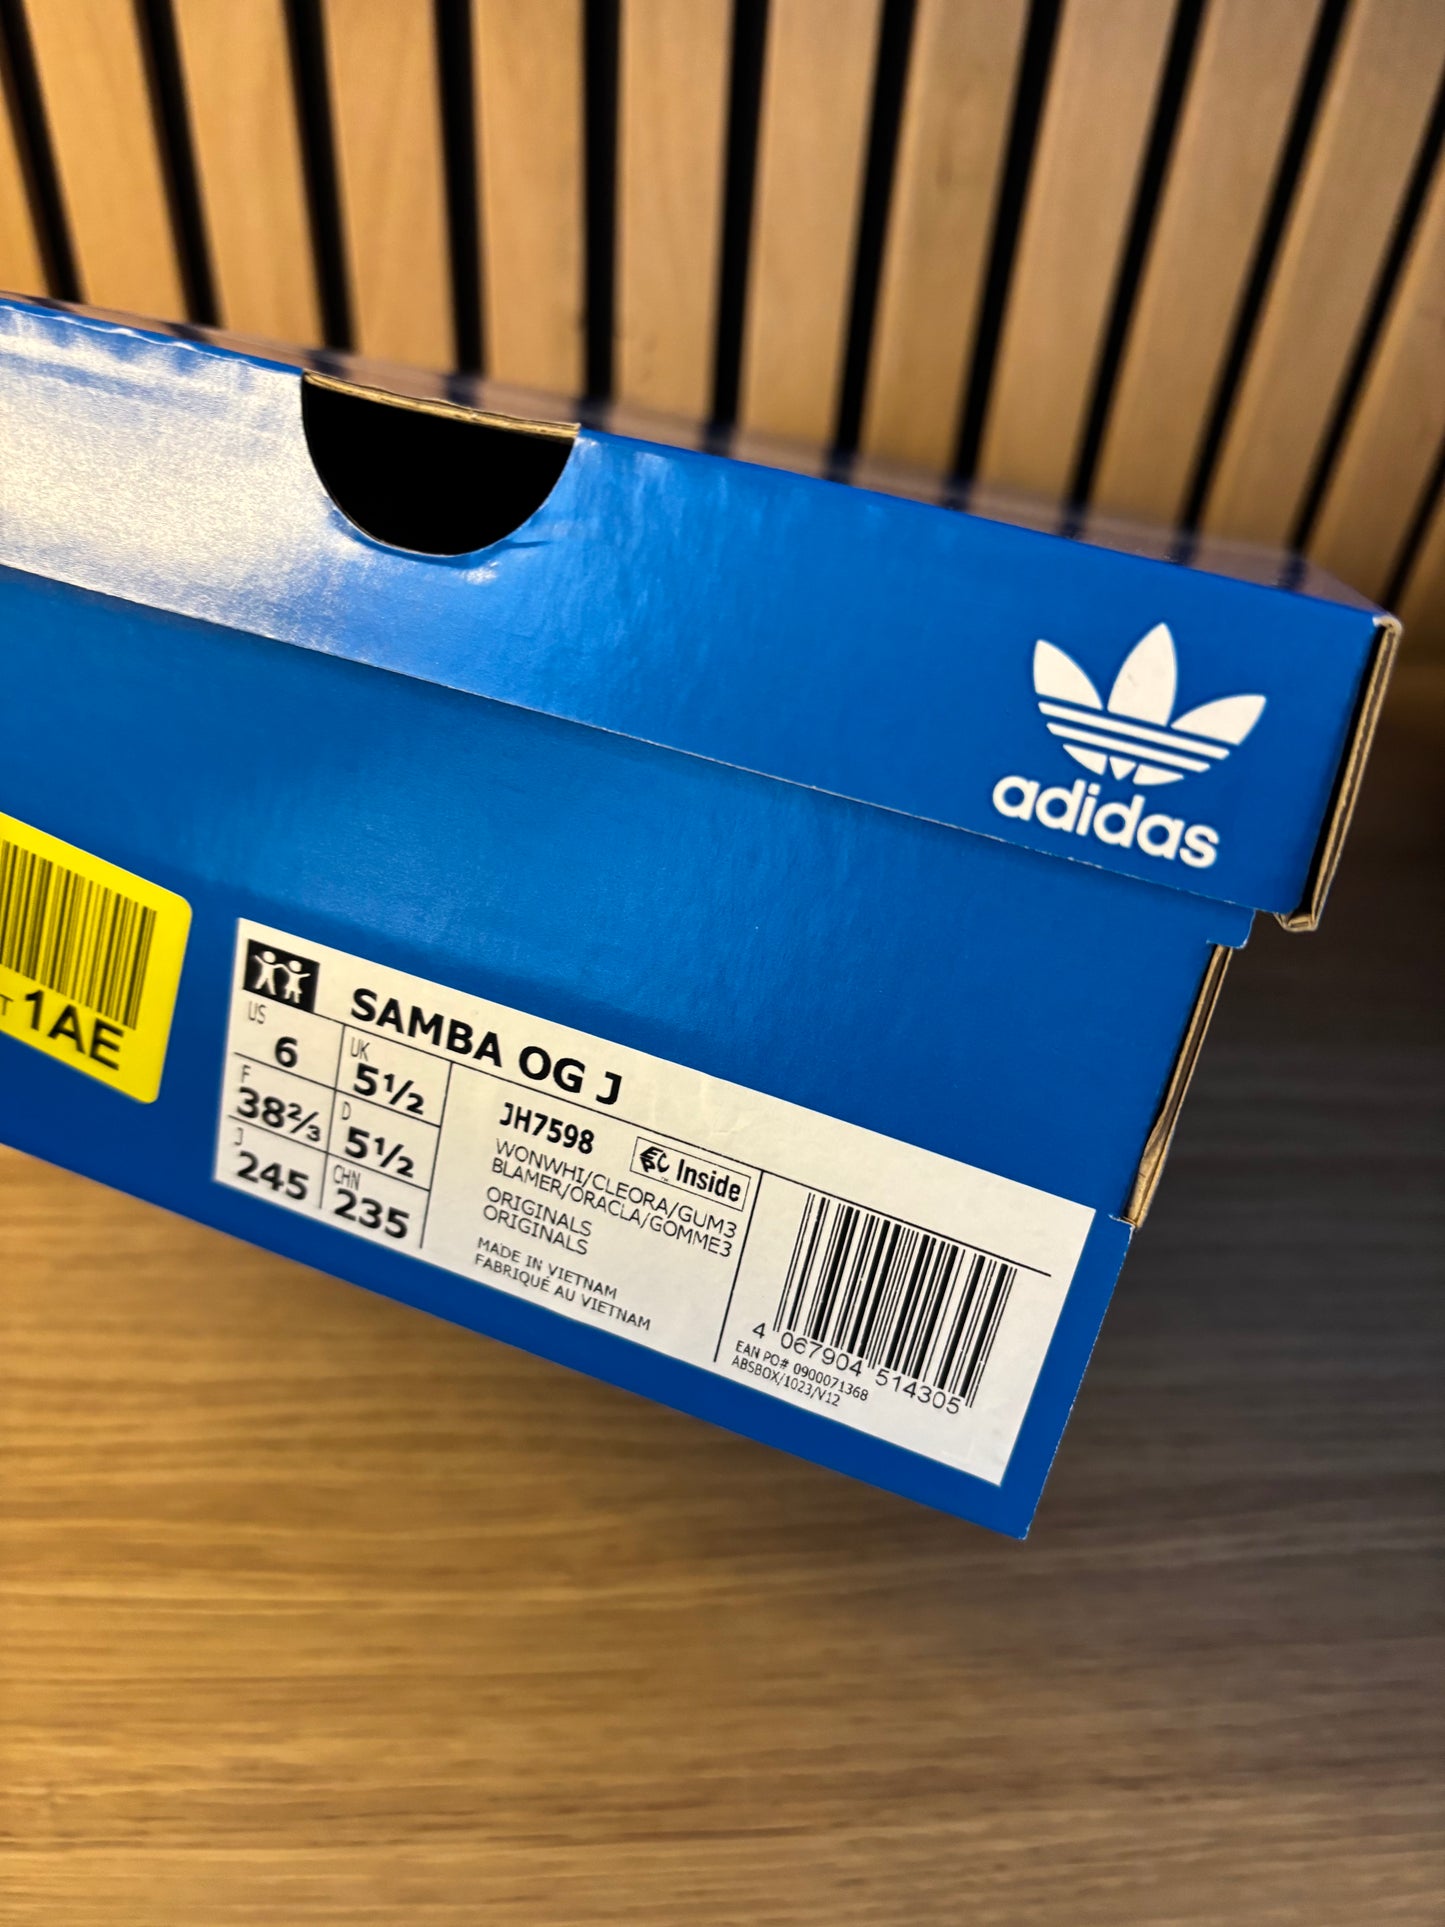 adidas
T 1AE
SAMBA OG J
US
6
UK
5½
F
38⅔
D
5½
J
245
CHN
235
JH7598
Inside
WONWHI/CLEORA/GUM3
BLAMER/ORACLA/GOMME3
ORIGINALS
ORIGINALS
MADE IN VIETNAM
FABRIQUÉ AU VIETNAM
4 067904 514305
EAN PO# 0900071368
ABSBOX/1023/V12